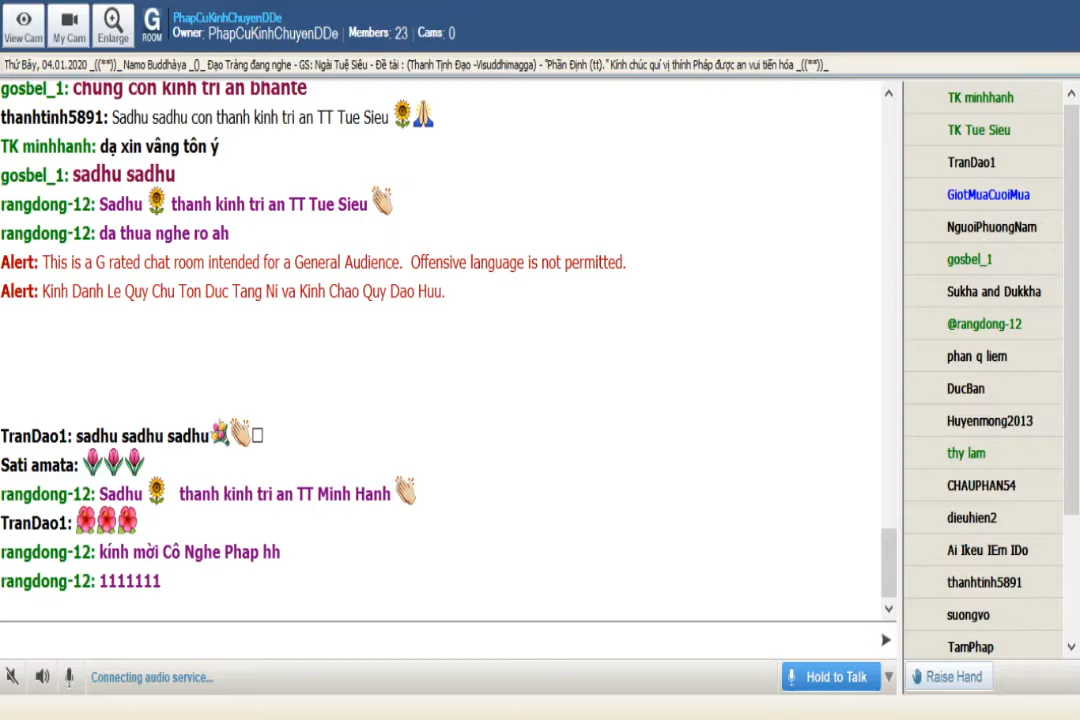 View Cam
My Cam
Enlarge
G
ROOM
PhapCuKinhChuyenDDe
Owner: PhapCuKinhChuyenDDe | Members: 23 | Cams: 0
Thứ Bảy, 04.01.2020 _((**))_ Namo Buddhàya _()_ Đạo Tràng đang nghe - GS: Ngài Tuệ Siêu - Đề tài : (Thanh Tịnh Đạo -Visuddhimagga) - "Phần Định (tt)." Kính chúc quí vị thính Pháp được an vui tiến hóa _((**))_
gosbel_1: chung con kinh tri an bhante
thanhtinh5891: Sadhu sadhu con thanh kinh tri an TT Tue Sieu
TK minhhanh: dạ xin vâng tôn ý
gosbel_1: sadhu sadhu
rangdong-12: Sadhu thanh kinh tri an TT Tue Sieu
rangdong-12: da thua nghe ro ah
Alert: This is a G rated chat room intended for a General Audience. Offensive language is not permitted.
Alert: Kinh Danh Le Quy Chu Ton Duc Tang Ni va Kinh Chao Quy Dao Huu.
TranDao1: sadhu sadhu sadhu
Sati amata:
rangdong-12: Sadhu thanh kinh tri an TT Minh Hanh
TranDao1:
rangdong-12: kính mời Cô Nghe Phap hh
rangdong-12: 1111111
TK minhhanh
TK Tue Sieu
TranDao1
GiotMuaCuoiMua
NguoiPhuongNam
gosbel_1
Sukha and Dukkha
@rangdong-12
phan q liem
DucBan
Huyenmong2013
thy lam
CHAUPHAN54
dieuhien2
Ai Ikeu IEm IDo
thanhtinh5891
suongvo
TamPhap
Connecting audio service...
Hold to Talk
Raise Hand